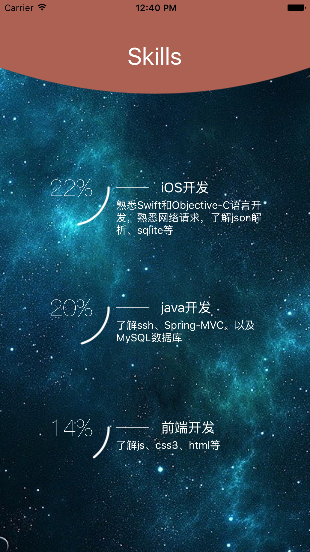 Carrier 12:40 PM
Skills
22% iOS开发
熟悉Swift和Objective-C语言开
发，熟悉网络请求，了解json解
析、sqlite等
20% java开发
了解ssh、Spring-MVC，以及
MySQL数据库
14% 前端开发
了解js、css3、html等